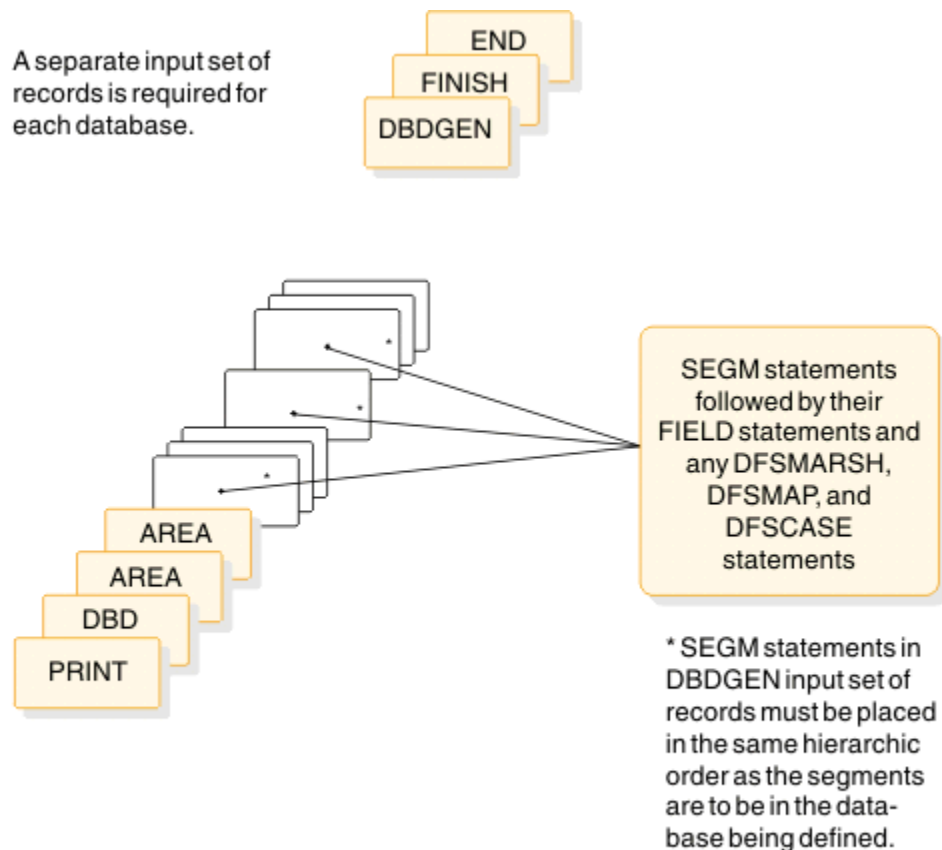 A separate input set of
records is required for
each database.
END
FINISH
DBDGEN
*
*
*
AREA
AREA
DBD
PRINT
SEGM statements
followed by their
FIELD statements and
any DFSMARSH,
DFSMAP, and
DFSCASE
statements
* SEGM statements in
DBDGEN input set of
records must be placed
in the same hierarchic
order as the segments
are to be in the data-
base being defined.